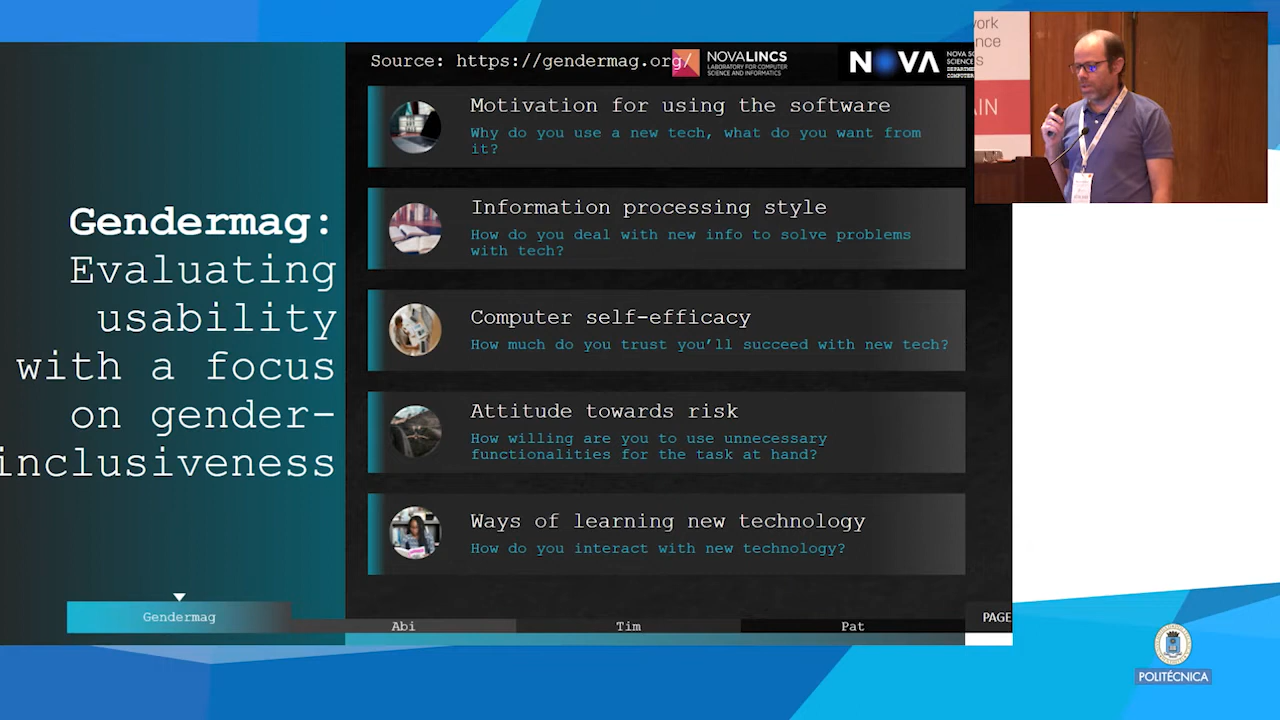 Gendermag:
Evaluating
usability
with a focus
on gender-
inclusiveness
Source: https://gendermag.org/
NOVALINCS
LABORATORY FOR COMPUTER
SCIENCE AND INFORMATICS
NOVA
NOVA
Motivation for using the software
Why do you use a new tech, what do you want from
it?
Information processing style
How do you deal with new info to solve problems
with tech?
Computer self-efficacy
How much do you trust you'll succeed with new tech?
Attitude towards risk
How willing are you to use unnecessary
functionalities for the task at hand?
Ways of learning new technology
How do you interact with new technology?
Gendermag
Abi
Tim
Pat
PAGE
POLITÉCNICA